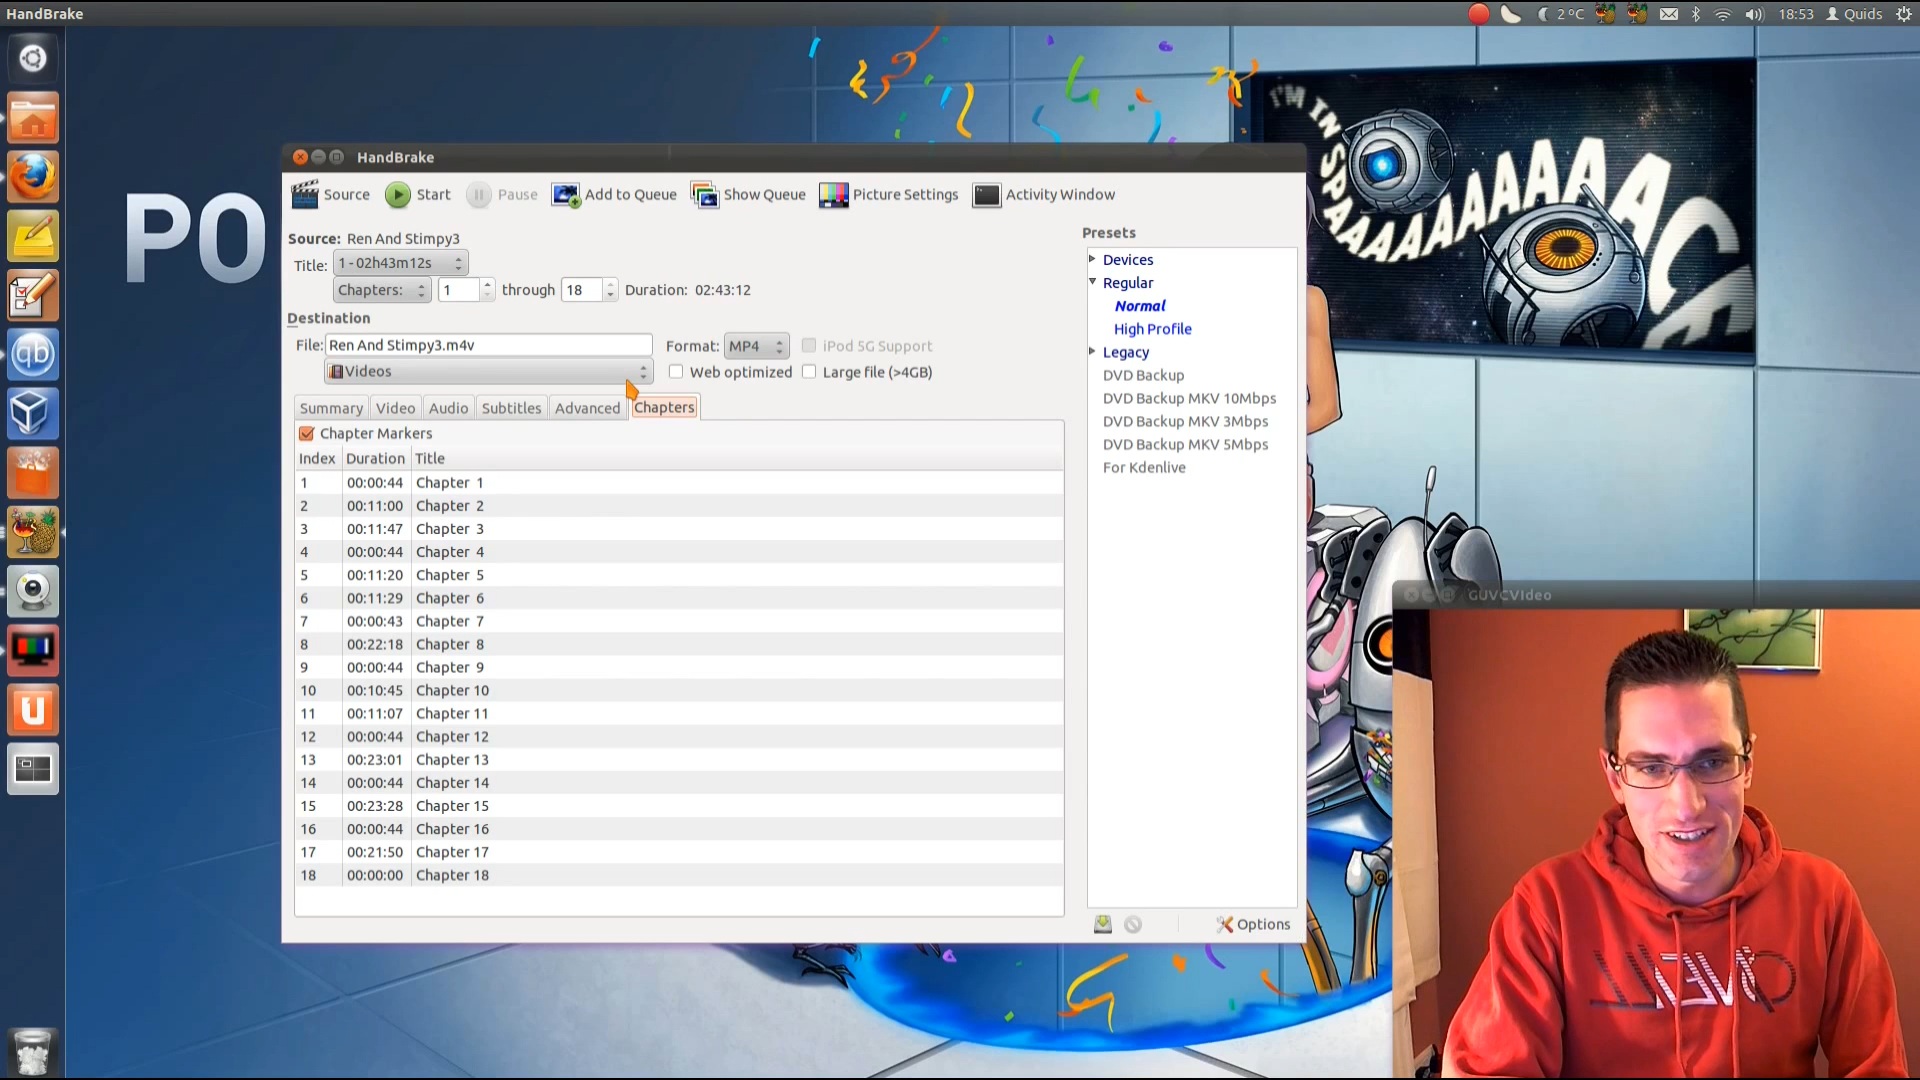 HandBrake
2 °C
18:53
Quids
PO
I'M IN SPAAAAAAAAAAAAACE
HandBrake
Source
Start
Pause
Add to Queue
Show Queue
Picture Settings
Activity Window
Source: Ren And Stimpy3
Title: 1 - 02h43m12s
Chapters: 1 through 18 Duration: 02:43:12
Destination
File: Ren And Stimpy3.m4v Format: MP4 iPod 5G Support
Videos Web optimized Large file (>4GB)
Summary Video Audio Subtitles Advanced Chapters
Chapter Markers
Index Duration Title
1 00:00:44 Chapter 1
2 00:11:00 Chapter 2
3 00:11:47 Chapter 3
4 00:00:44 Chapter 4
5 00:11:20 Chapter 5
6 00:11:29 Chapter 6
7 00:00:43 Chapter 7
8 00:22:18 Chapter 8
9 00:00:44 Chapter 9
10 00:10:45 Chapter 10
11 00:11:07 Chapter 11
12 00:00:44 Chapter 12
13 00:23:01 Chapter 13
14 00:00:44 Chapter 14
15 00:23:28 Chapter 15
16 00:00:44 Chapter 16
17 00:21:50 Chapter 17
18 00:00:00 Chapter 18
Presets
Devices
Regular
Normal
High Profile
Legacy
DVD Backup
DVD Backup MKV 10Mbps
DVD Backup MKV 3Mbps
DVD Backup MKV 5Mbps
For Kdenlive
Options
GUVCVideo